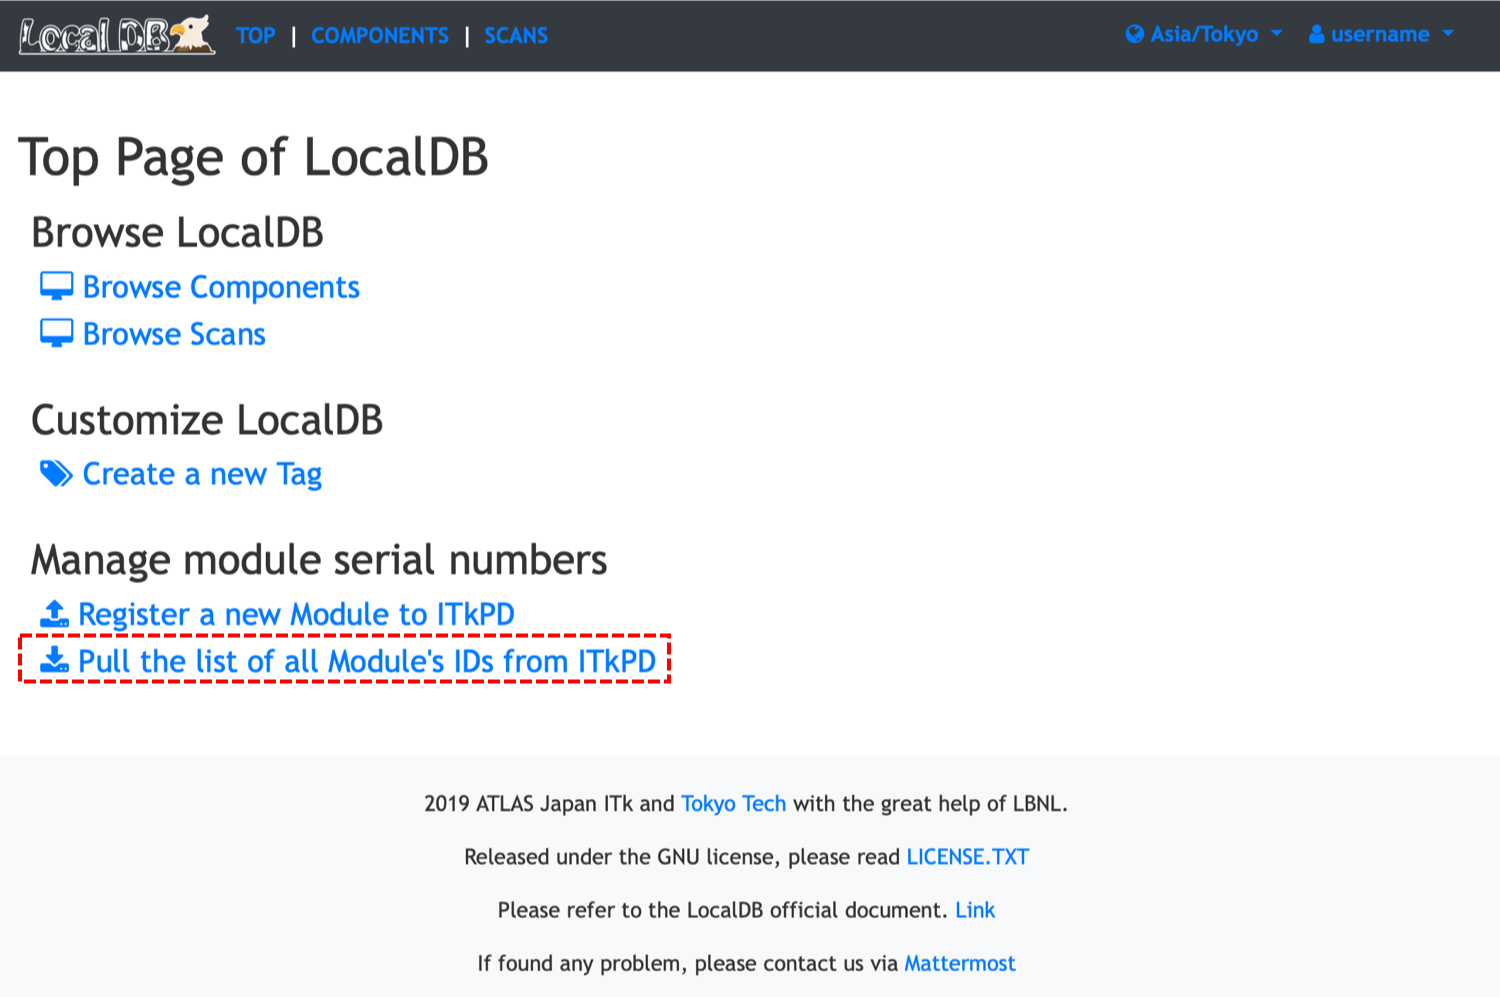 Local DB TOP | COMPONENTS | SCANS Asia/Tokyo username
Top Page of LocalDB
Browse LocalDB
Browse Components
Browse Scans
Customize LocalDB
Create a new Tag
Manage module serial numbers
Register a new Module to ITkPD
Pull the list of all Module's IDs from ITkPD
2019 ATLAS Japan ITk and Tokyo Tech with the great help of LBNL.
Released under the GNU license, please read LICENSE.TXT
Please refer to the LocalDB official document. Link
If found any problem, please contact us via Mattermost